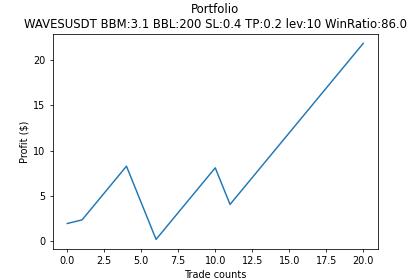 Portfolio
WAVESUSDT BBM:3.1 BBL:200 SL:0.4 TP:0.2 lev:10 WinRatio:86.0
Profit ($)
20
15
10
5
0
0.0 2.5 5.0 7.5 10.0 12.5 15.0 17.5 20.0
Trade counts